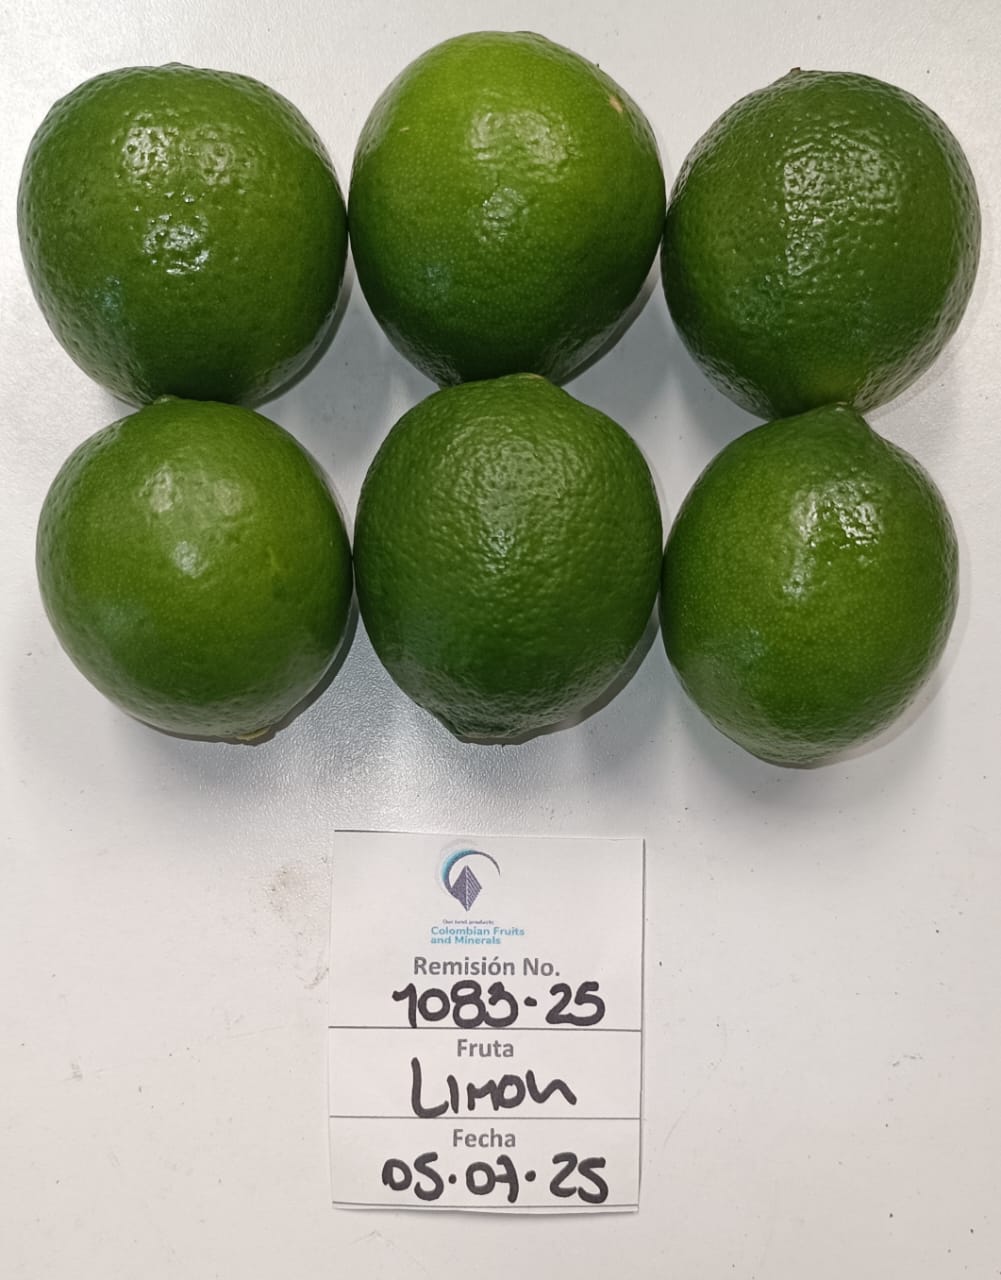 Our land products
Colombian Fruits
and Minerals
Remisión No.
1083-25
Fruta
Limon
Fecha
05.07.25